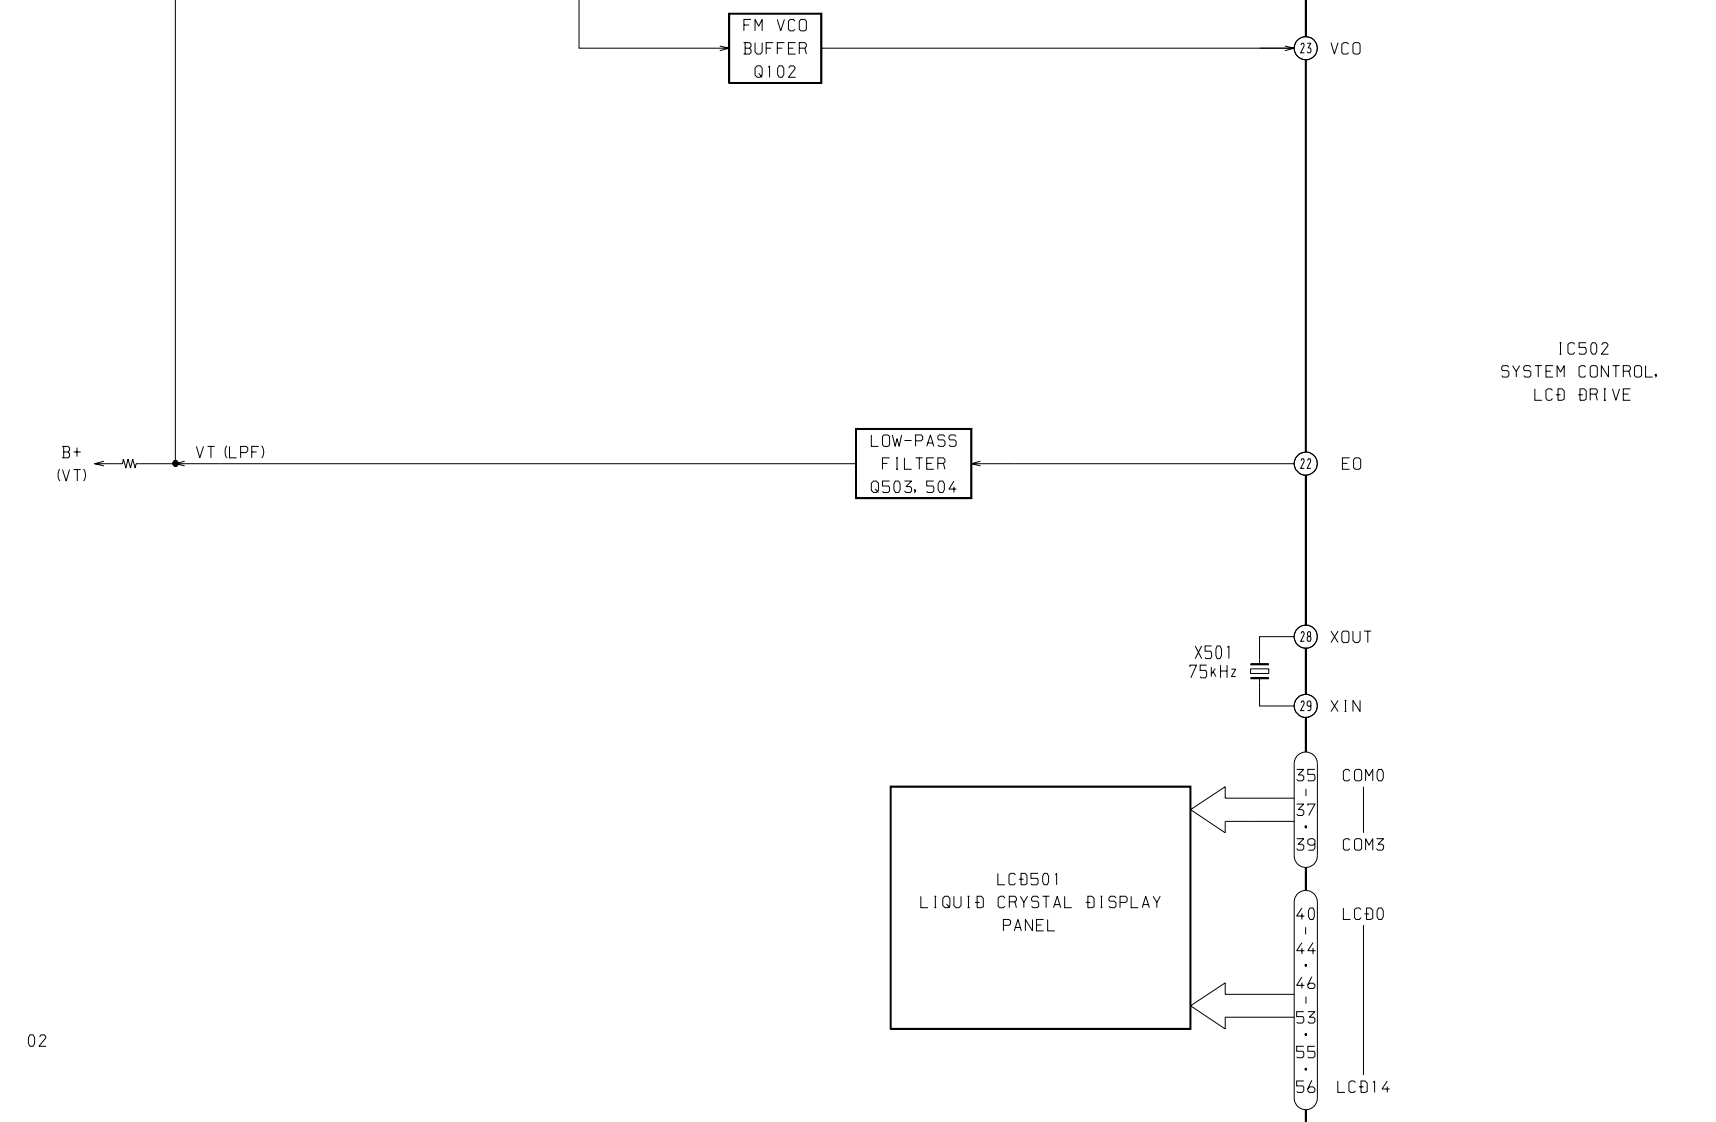 FM VCO
BUFFER
Q102
23 VCO
IC502
SYSTEM CONTROL,
LCD DRIVE
B+
(VT)
VT (LPF)
LOW-PASS
FILTER
Q503, 504
22 EO
28 XOUT
X501
75kHz
29 XIN
35 COM0
-
37
·
39 COM3
LCD501
LIQUID CRYSTAL DISPLAY
PANEL
40 LCD0
-
44
·
46
-
53
·
55
·
56 LCD14
02